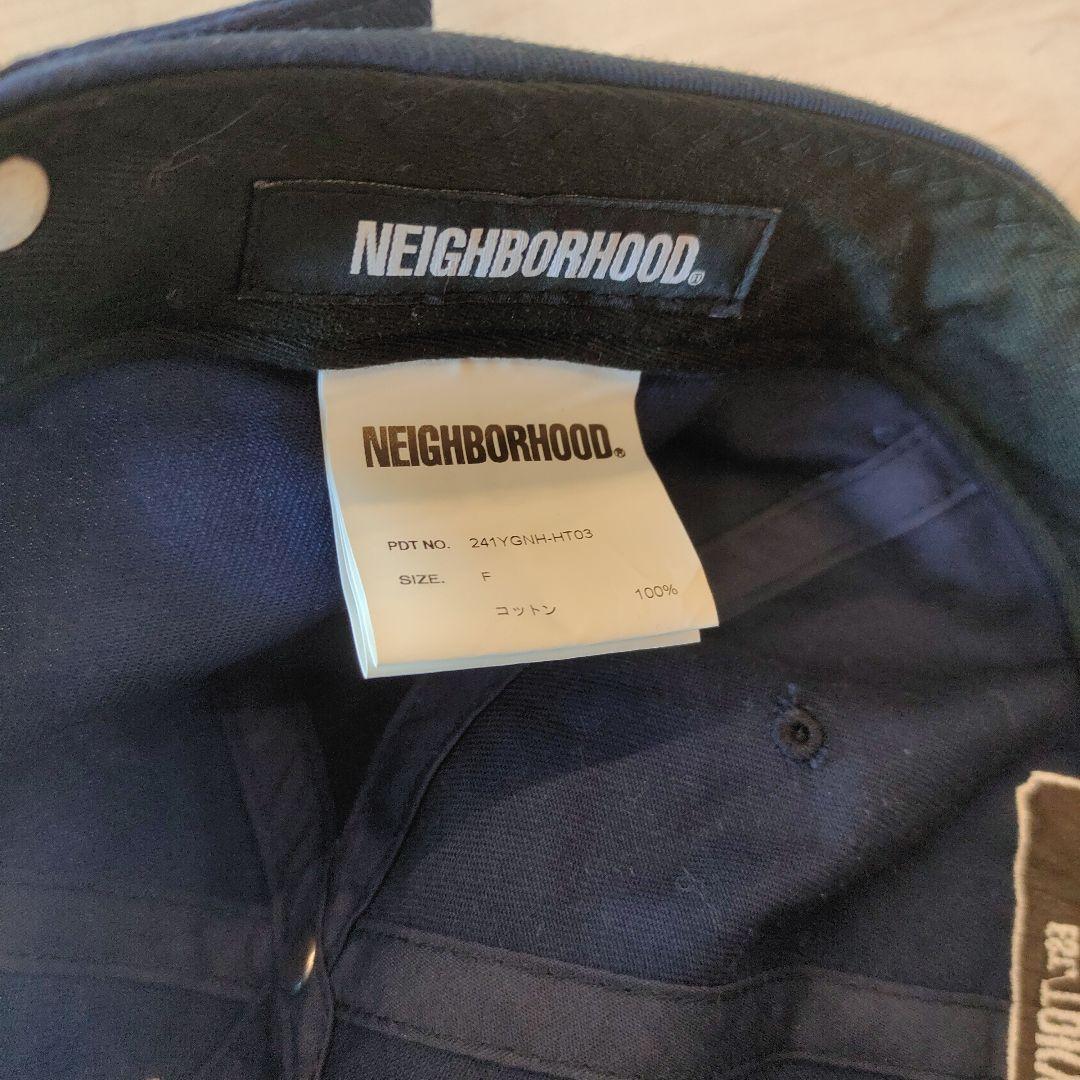 NEIGHBORHOOD®
NEIGHBORHOOD®
PDT NO. 241YGNH-HT03
SIZE. F
コットン 100%